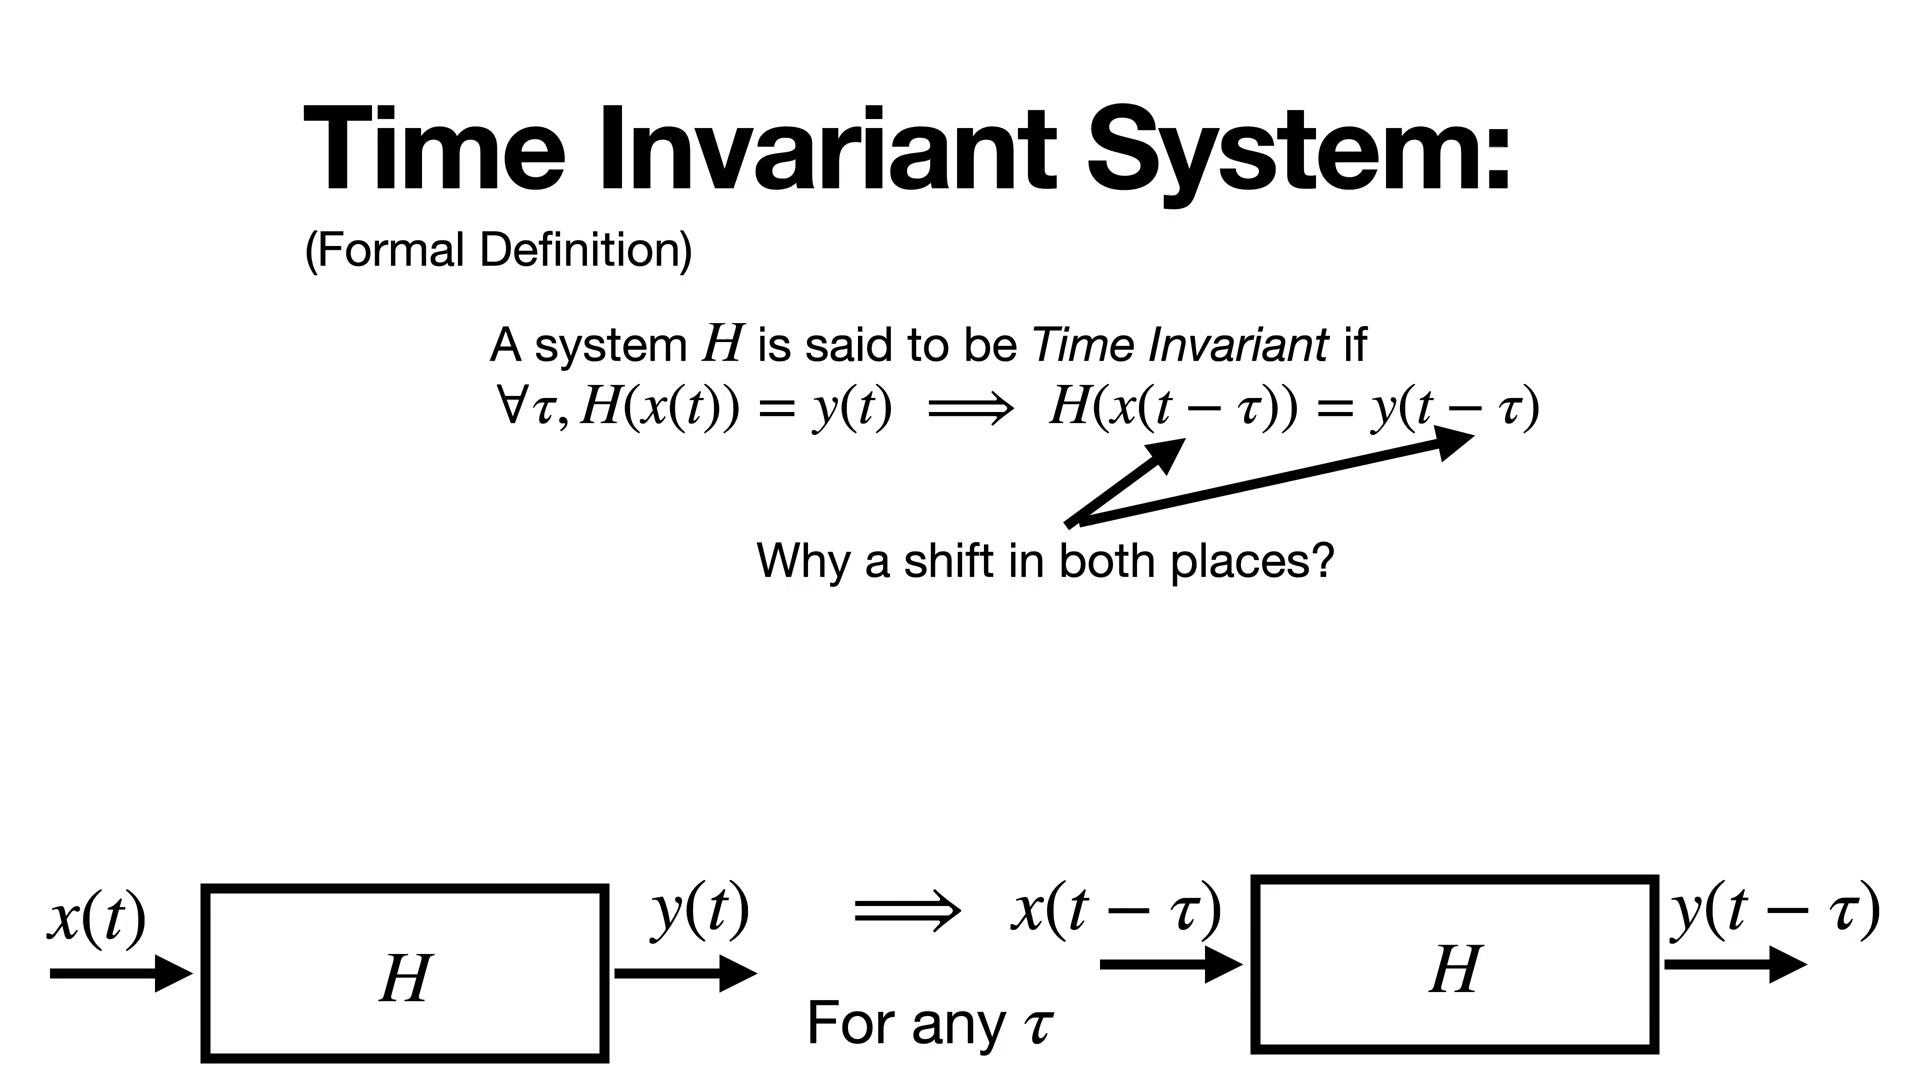 Time Invariant System:
(Formal Definition)
A system H is said to be Time Invariant if
∀τ, H(x(t)) = y(t) ⟹ H(x(t − τ)) = y(t − τ)
Why a shift in both places?
x(t)
H
y(t)
⟹
For any τ
x(t − τ)
H
y(t − τ)